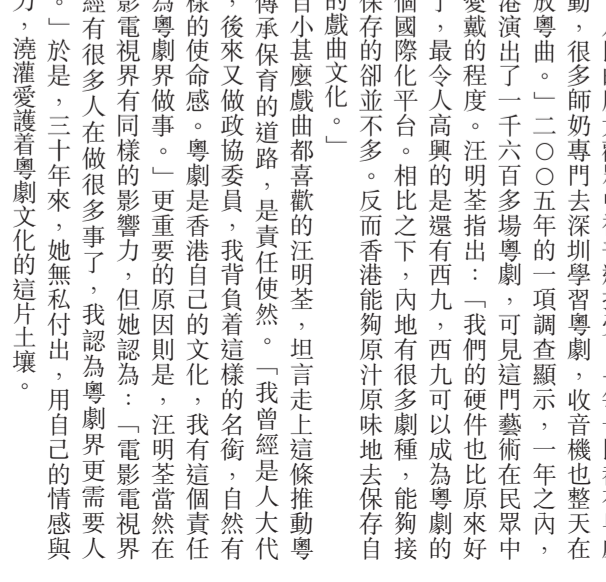 動，很多師奶專門去深圳學習粵劇，收音機也整天在
放粵曲。」二〇〇五年的一項調查顯示，一年之內，
港演出了一千六百多場粵劇，可見這門藝術在民眾中
愛戴的程度。汪明荃指出：「我們的硬件也比原來好
了，最令人高興的是還有西九，西九可以成為粵劇的
個國際化平台。相比之下，內地有很多劇種，能夠接
保存的卻並不多。反而香港能夠原汁原味地去保存自
的戲曲文化。」
自小甚麼戲曲都喜歡的汪明荃，坦言走上這條推動粵
傳承保育的道路，是責任使然。「我曾經是人大代
，後來又做政協委員，我背負着這樣的名銜，自然有
樣的使命感。粵劇是香港自己的文化，我有這個責任
為粵劇界做事。」更重要的原因則是，汪明荃當然在
影電視界有同樣的影響力，但她認為：「電影電視界
經有很多人在做很多事了，我認為粵劇界更需要人
。」於是，三十年來，她無私付出，用自己的情感與
力，澆灌愛護着粵劇文化的這片土壤。